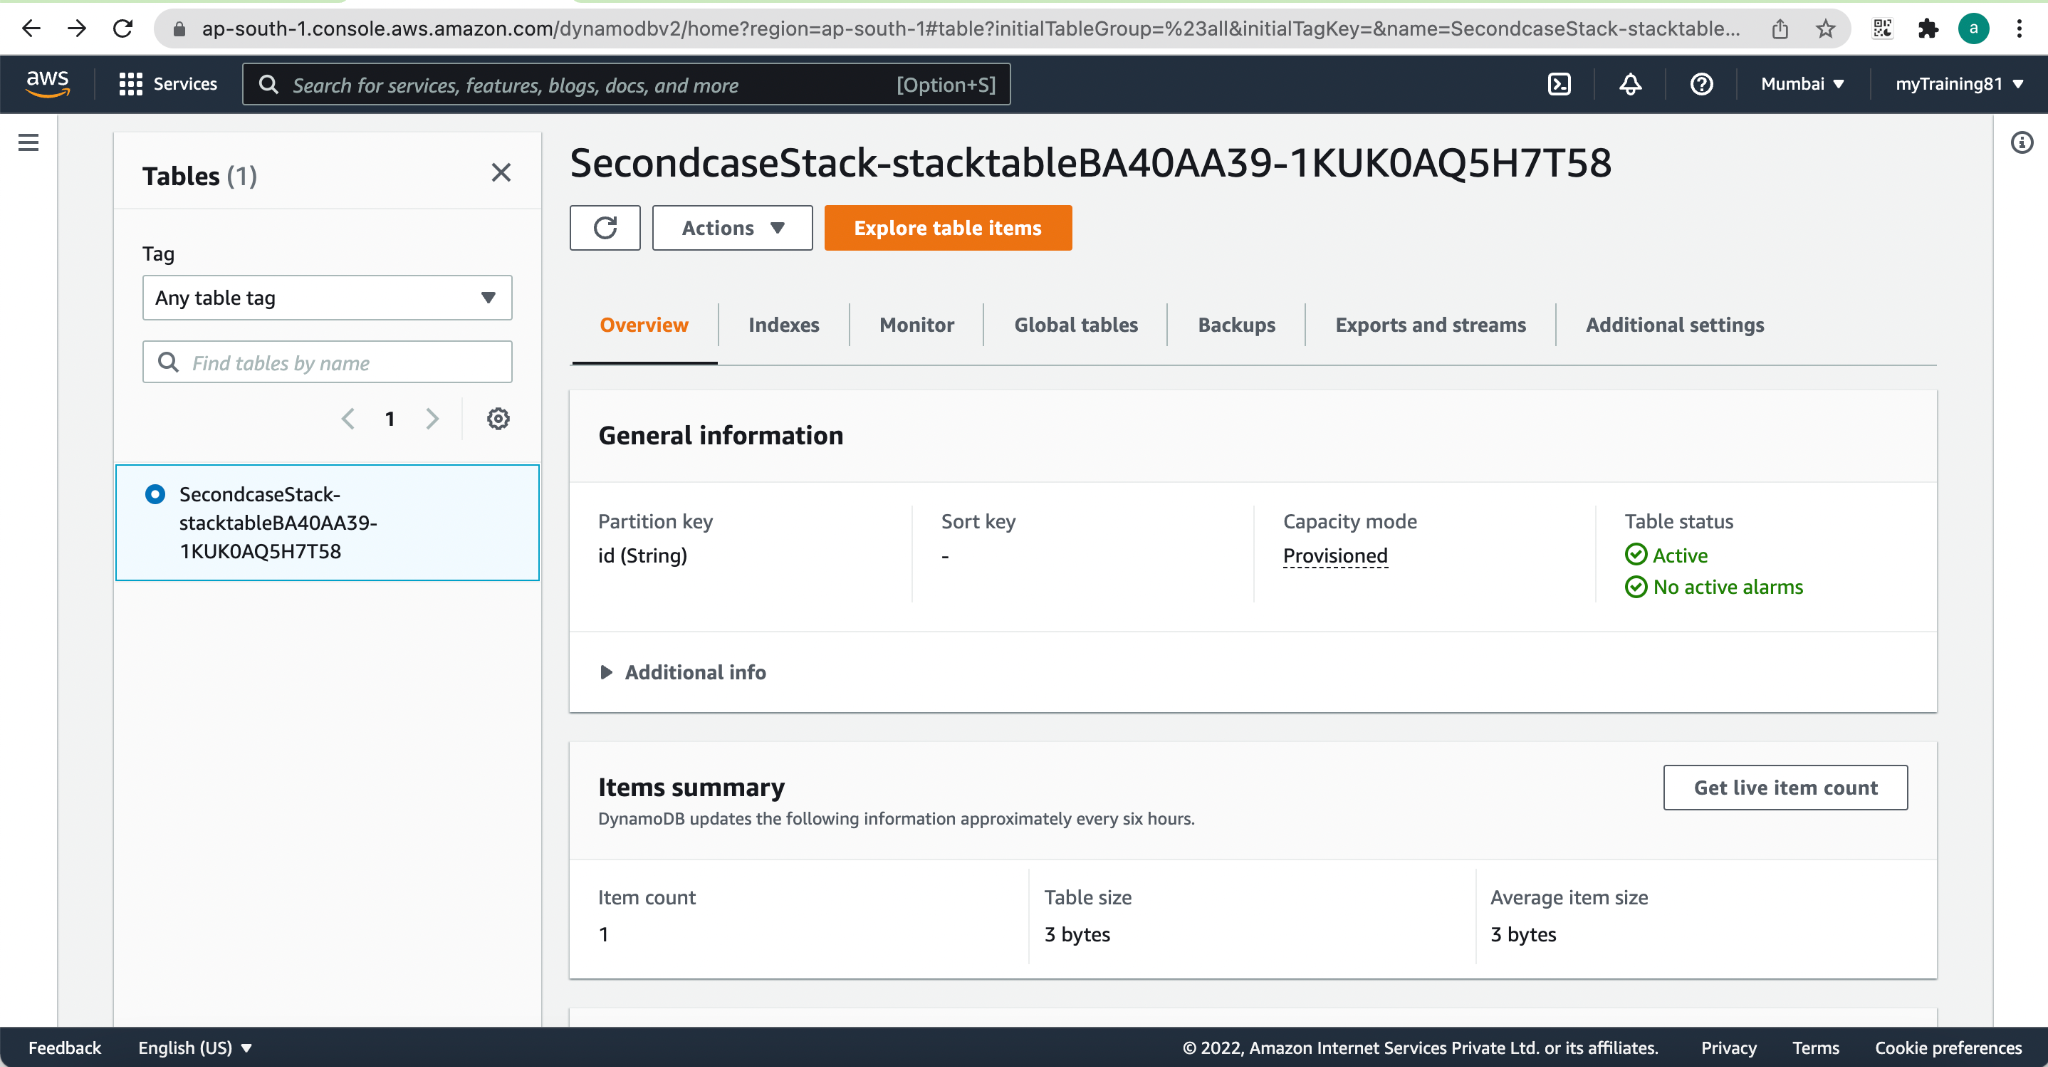 ap-south-1.console.aws.amazon.com/dynamodbv2/home?region=ap-south-1#table?initialTableGroup=%23all&initialTagKey=&name=SecondcaseStack-stacktable...
a
aws
Services
Search for services, features, blogs, docs, and more
[Option+S]
Mumbai
myTraining81
Tables (1)
Tag
Any table tag
Find tables by name
1
SecondcaseStack-
stacktableBA40AA39-
1KUK0AQ5H7T58
SecondcaseStack-stacktableBA40AA39-1KUK0AQ5H7T58
Actions
Explore table items
Overview
Indexes
Monitor
Global tables
Backups
Exports and streams
Additional settings
General information
Partition key
id (String)
Sort key
-
Capacity mode
Provisioned
Table status
Active
No active alarms
Additional info
Items summary
DynamoDB updates the following information approximately every six hours.
Get live item count
Item count
1
Table size
3 bytes
Average item size
3 bytes
Feedback
English (US)
© 2022, Amazon Internet Services Private Ltd. or its affiliates.
Privacy
Terms
Cookie preferences